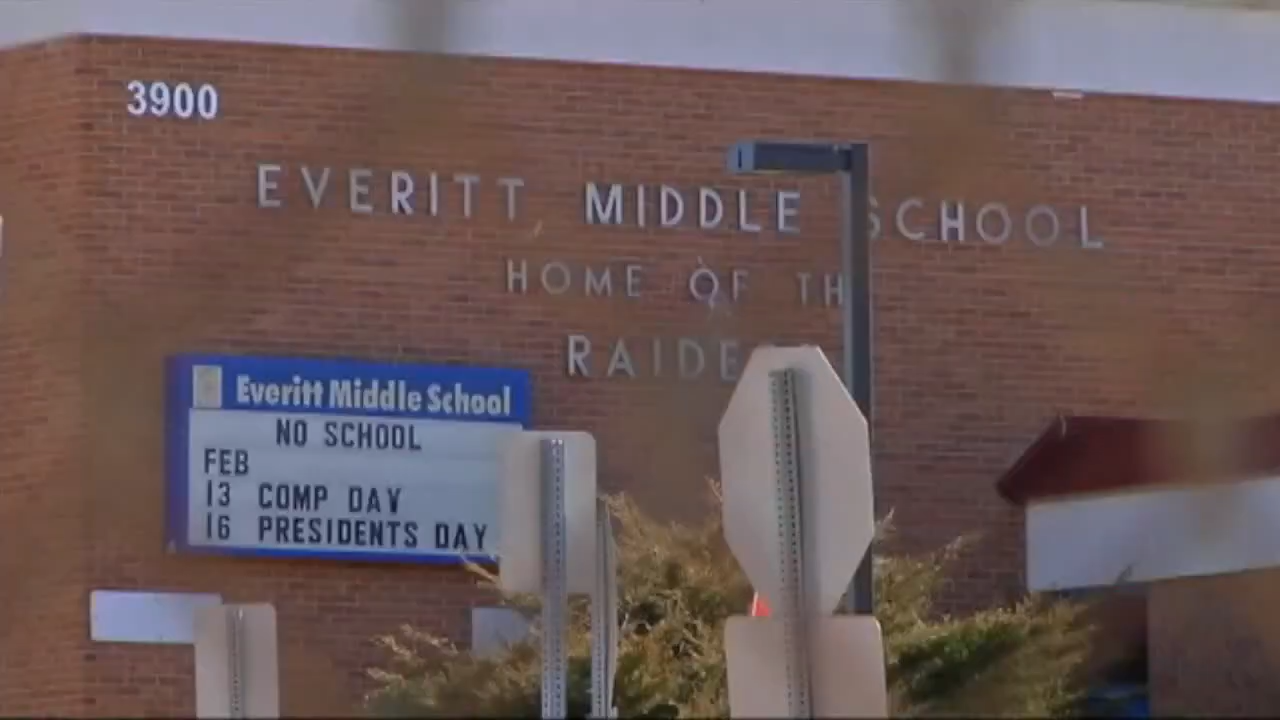 3900
EVERITT MIDDLE SCHOOL
HOME OF TH
RAIDE
Everitt Middle School
NO SCHOOL
FEB
13 COMP DAY
16 PRESIDENTS DAY